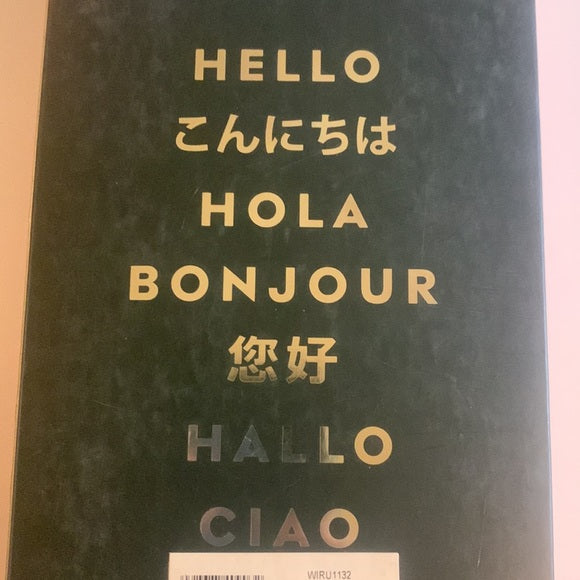 HELLO
こんにちは
HOLA
BONJOUR
您好
HALLO
CIAO
WIRU1132